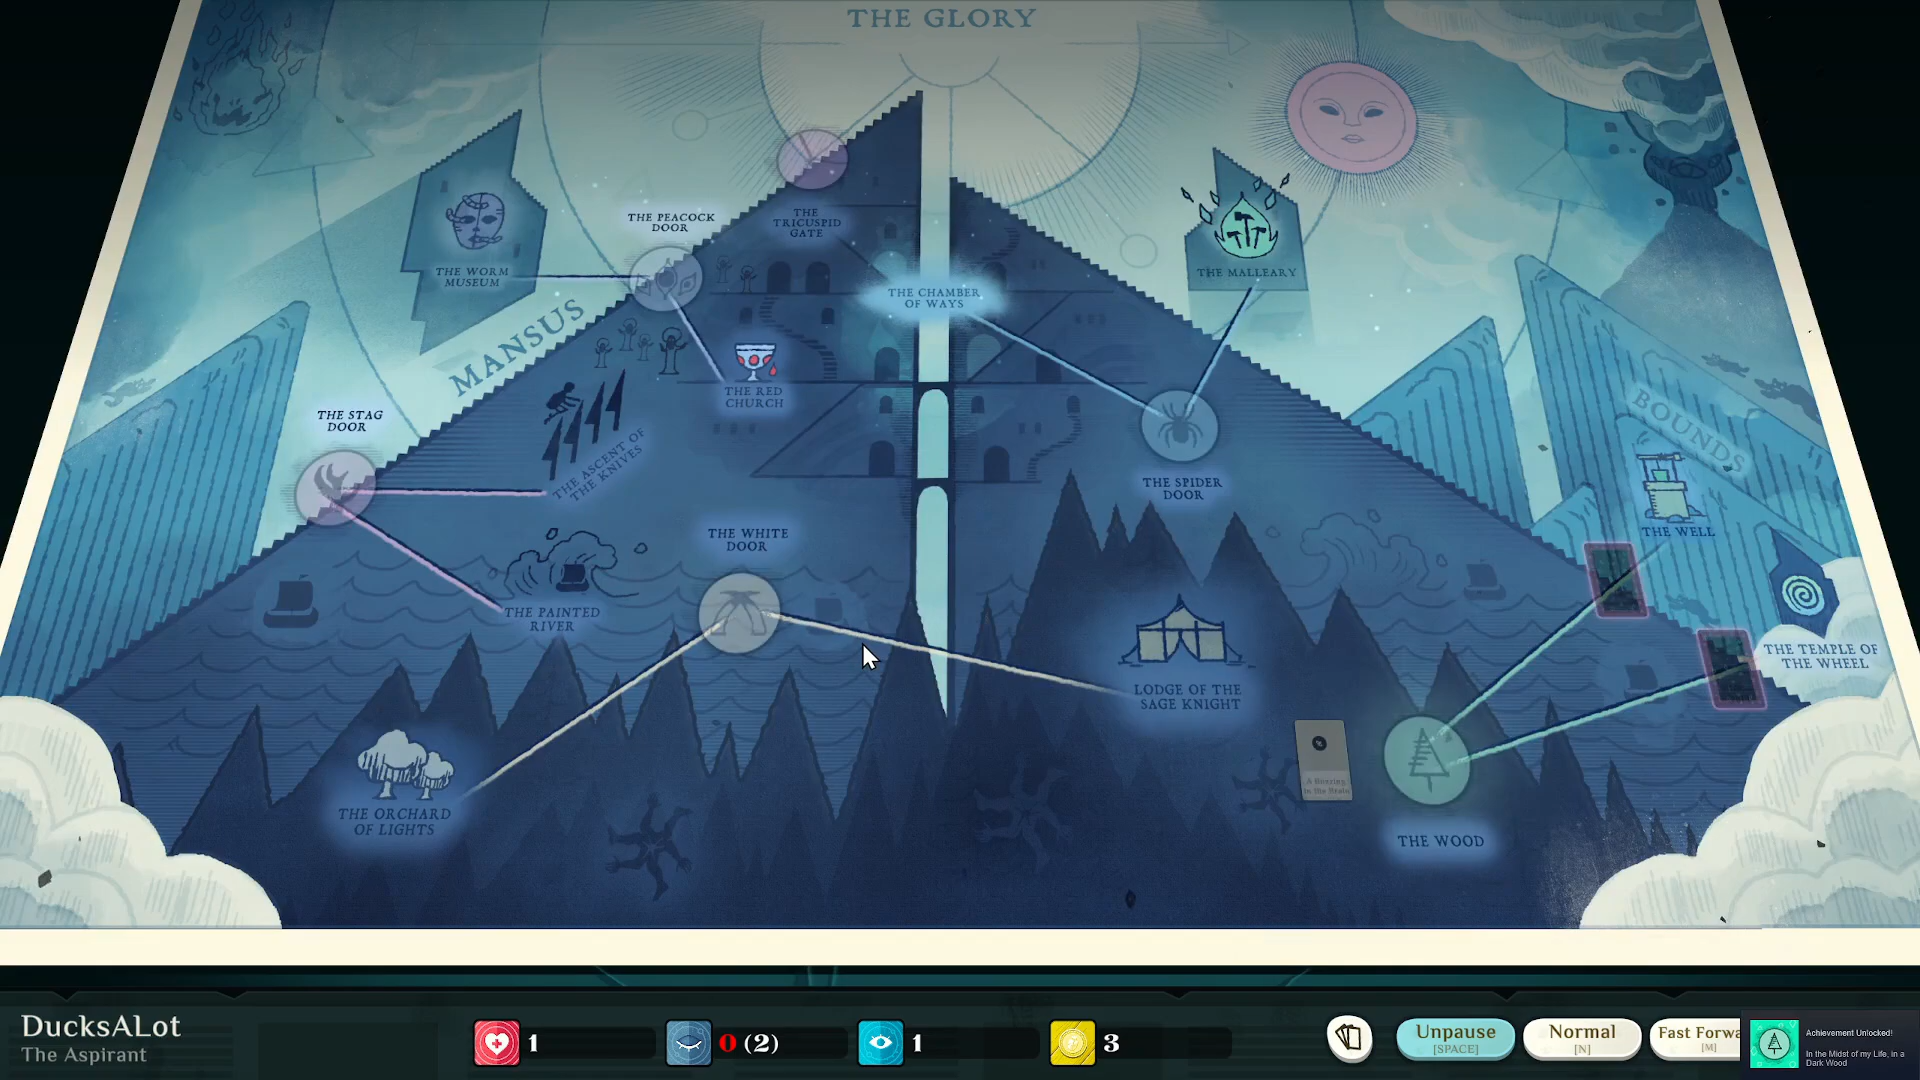 THE GLORY
THE PEACOCK
DOOR
THE
TRICUSPID
GATE
THE WORM
MUSEUM
THE CHAMBER
OF WAYS
THE MALLEARY
MANSUS
THE RED
CHURCH
BOUNDS
THE STAG
DOOR
THE ASCENT OF
THE KNIVES
THE SPIDER
DOOR
THE WELL
THE WHITE
DOOR
THE PAINTED
RIVER
THE TEMPLE OF
THE WHEEL
LODGE OF THE
SAGE KNIGHT
A Buzzing
in the Brain
THE ORCHARD
OF LIGHTS
THE WOOD
DucksALot
The Aspirant
1
0 (2)
1
3
Unpause
[SPACE]
Normal
[N]
Fast Forwa
[M]
Achievement Unlocked!
In the Midst of my Life, in a
Dark Wood